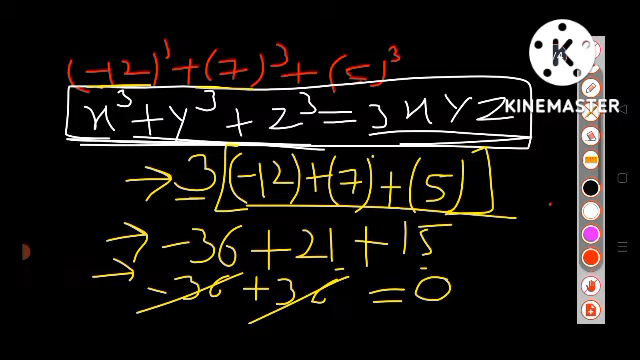 (-12)³ + (7)³ + (5)³
x³ + y³ + z³ = 3 x y z
KINEMASTER
→ 3 [(-12) + (7) + (5)]
→ -36 + 21 + 15
→ -36 + 36 = 0